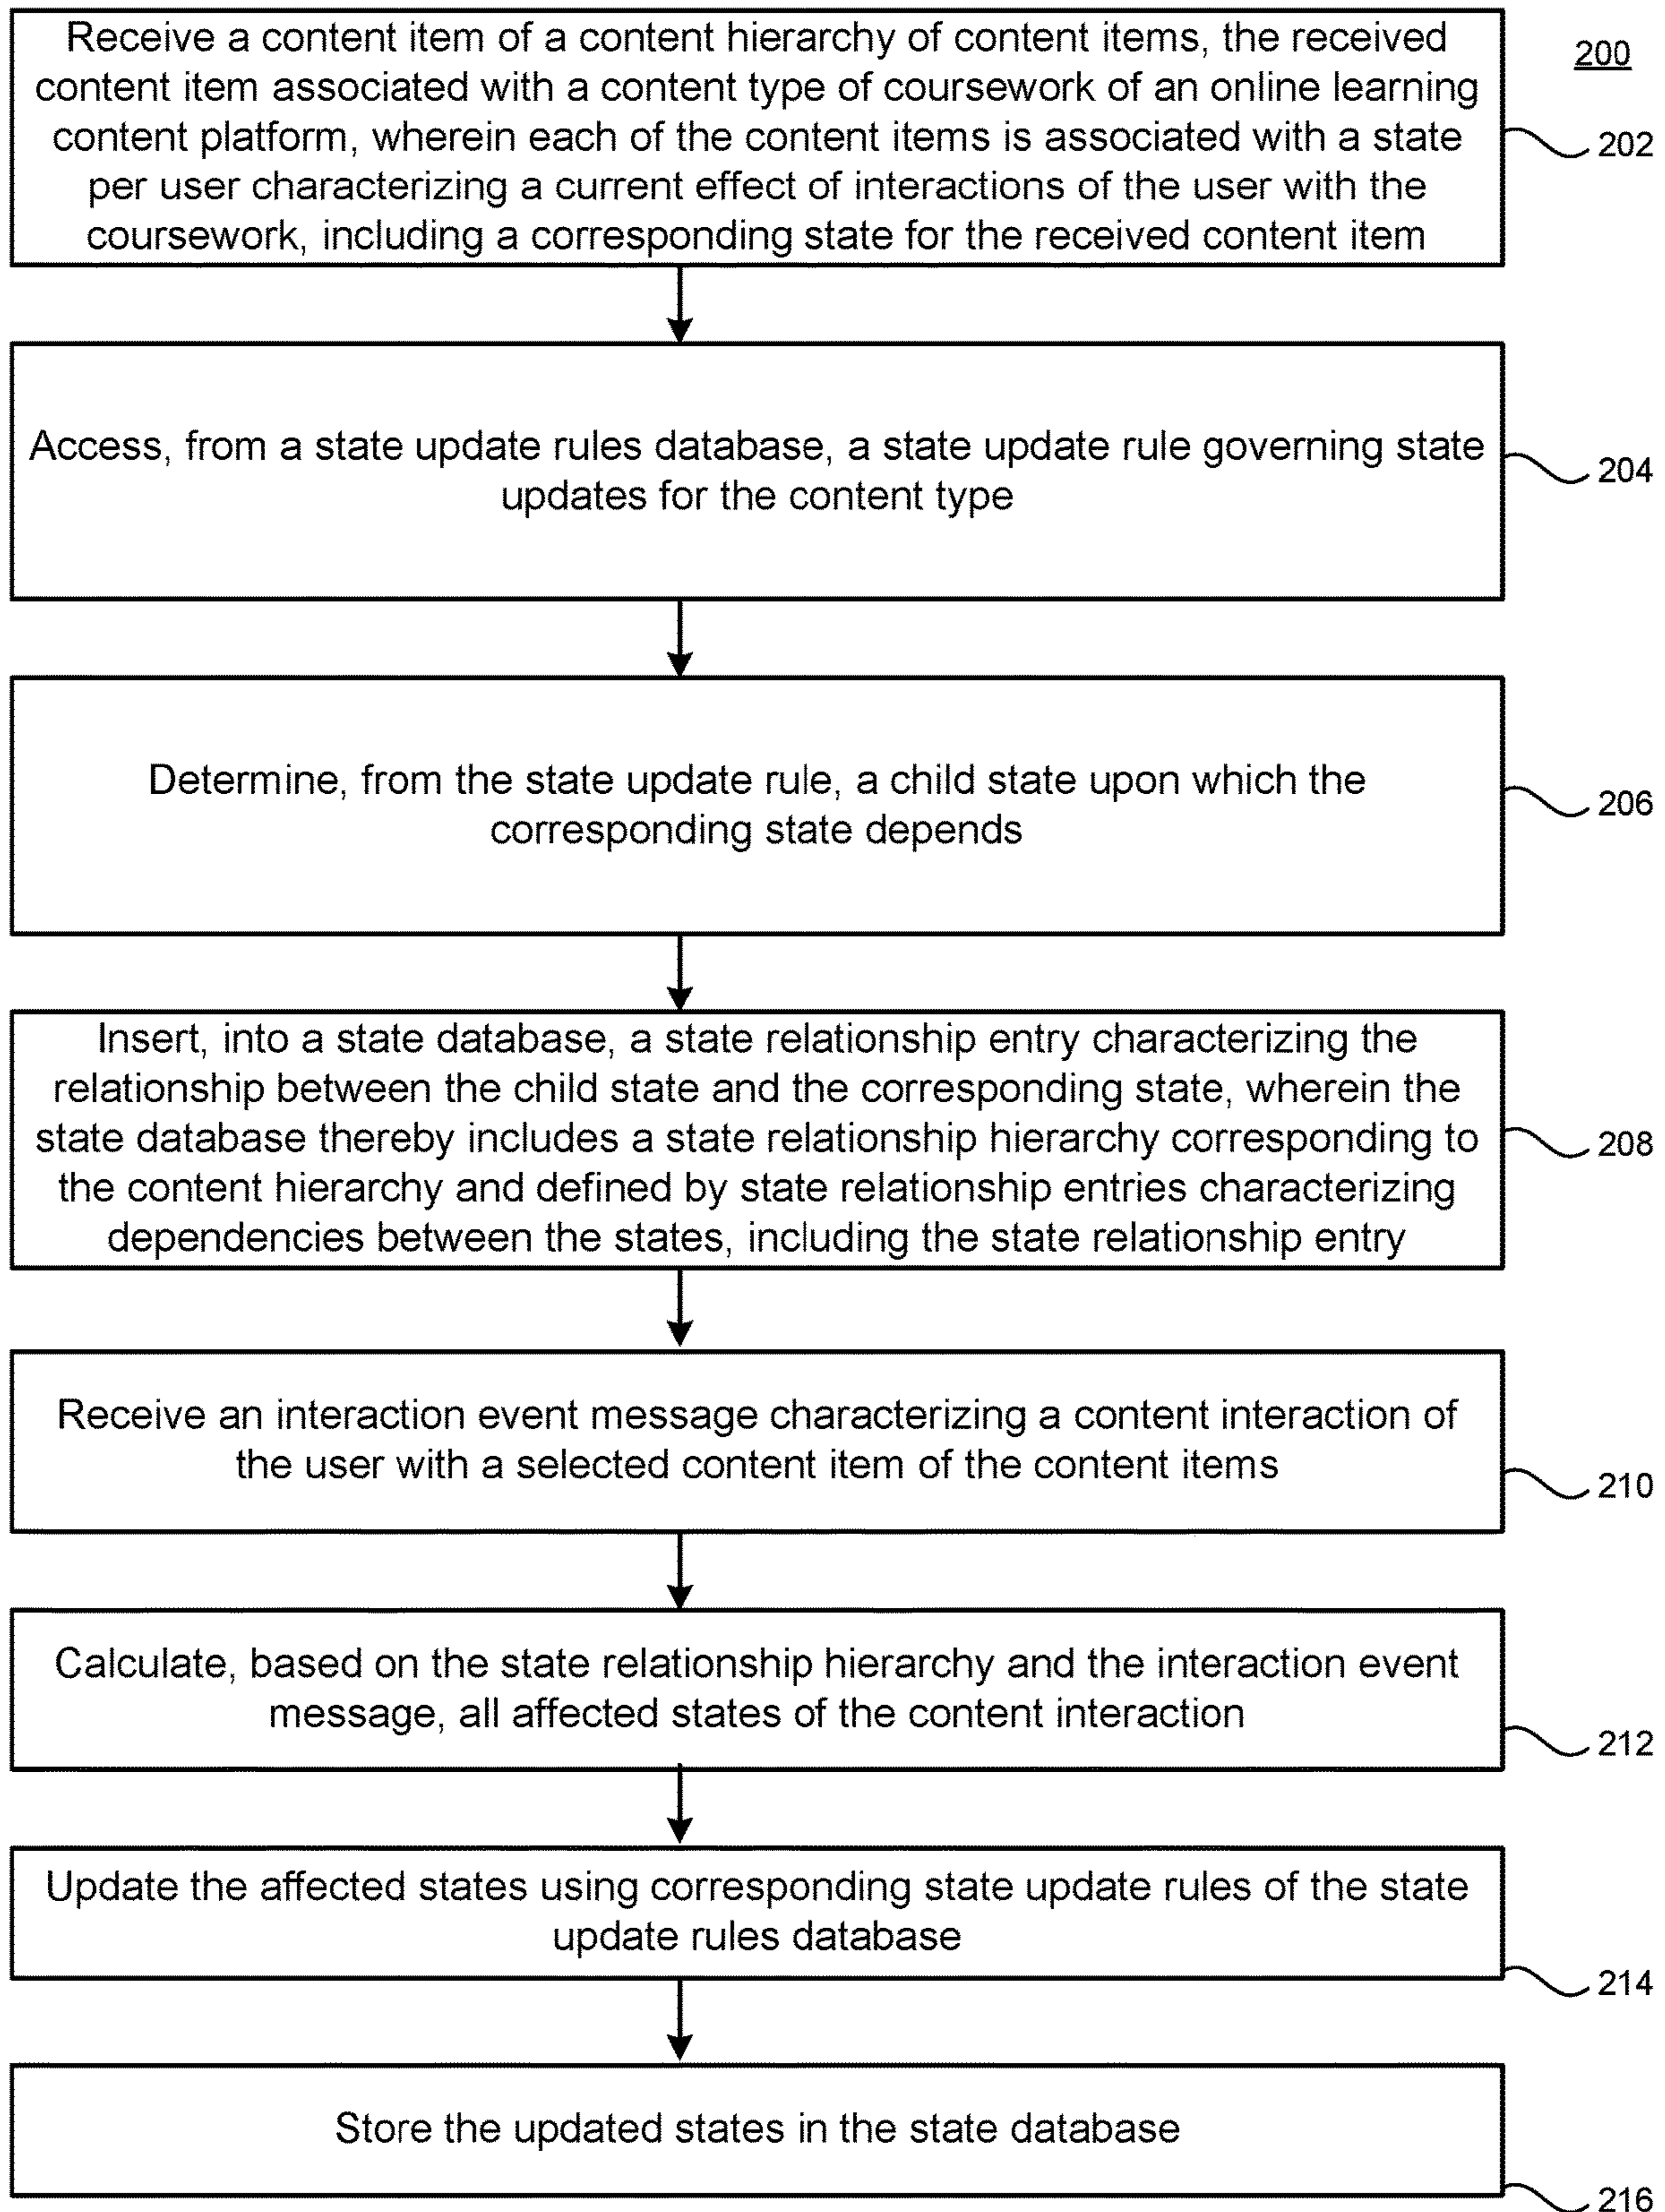 Receive a content item of a content hierarchy of content items, the received
content item associated with a content type of coursework of an online learning
content platform, wherein each of the content items is associated with a state
per user characterizing a current effect of interactions of the user with the
coursework, including a corresponding state for the received content item
200
202
Access, from a state update rules database, a state update rule governing state
updates for the content type
204
Determine, from the state update rule, a child state upon which the
corresponding state depends
206
Insert, into a state database, a state relationship entry characterizing the
relationship between the child state and the corresponding state, wherein the
state database thereby includes a state relationship hierarchy corresponding to
the content hierarchy and defined by state relationship entries characterizing
dependencies between the states, including the state relationship entry
208
Receive an interaction event message characterizing a content interaction of
the user with a selected content item of the content items
210
Calculate, based on the state relationship hierarchy and the interaction event
message, all affected states of the content interaction
212
Update the affected states using corresponding state update rules of the state
update rules database
214
Store the updated states in the state database
216